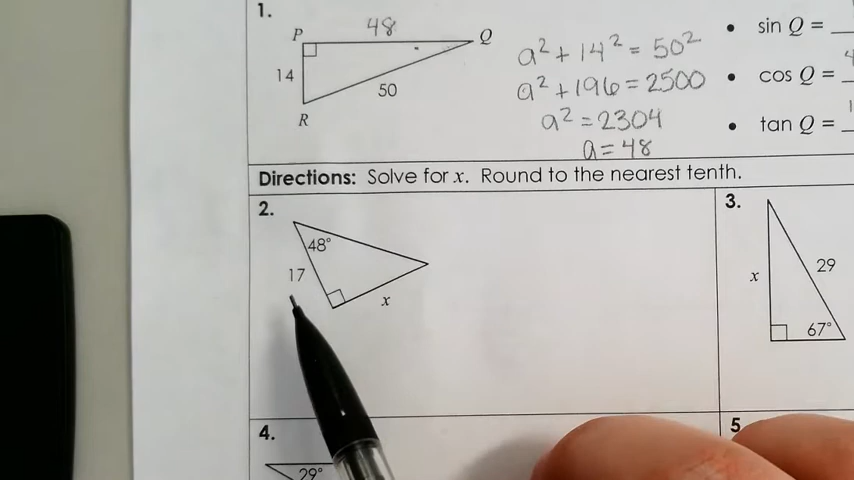 1.
P 48 Q
14
50
R
a² + 14² = 50²
a² + 196 = 2500
a² = 2304
a = 48
• sin Q =
• cos Q =
• tan Q =
Directions: Solve for x. Round to the nearest tenth.
2.
48°
17
x
3.
x
29
67°
4.
29°
5